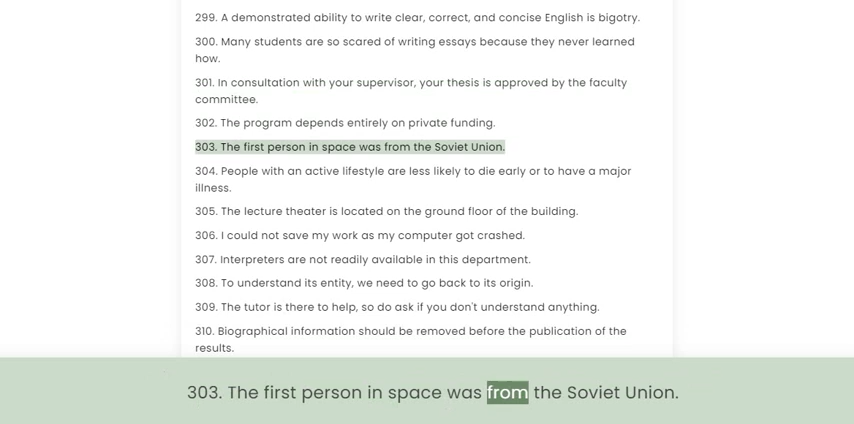 299. A demonstrated ability to write clear, correct, and concise English is bigotry.
300. Many students are so scared of writing essays because they never learned
how.
301. In consultation with your supervisor, your thesis is approved by the faculty
committee.
302. The program depends entirely on private funding.
303. The first person in space was from the Soviet Union.
304. People with an active lifestyle are less likely to die early or to have a major
illness.
305. The lecture theater is located on the ground floor of the building.
306. I could not save my work as my computer got crashed.
307. Interpreters are not readily available in this department.
308. To understand its entity, we need to go back to its origin.
309. The tutor is there to help, so do ask if you don't understand anything.
310. Biographical information should be removed before the publication of the
results.
303. The first person in space was from the Soviet Union.